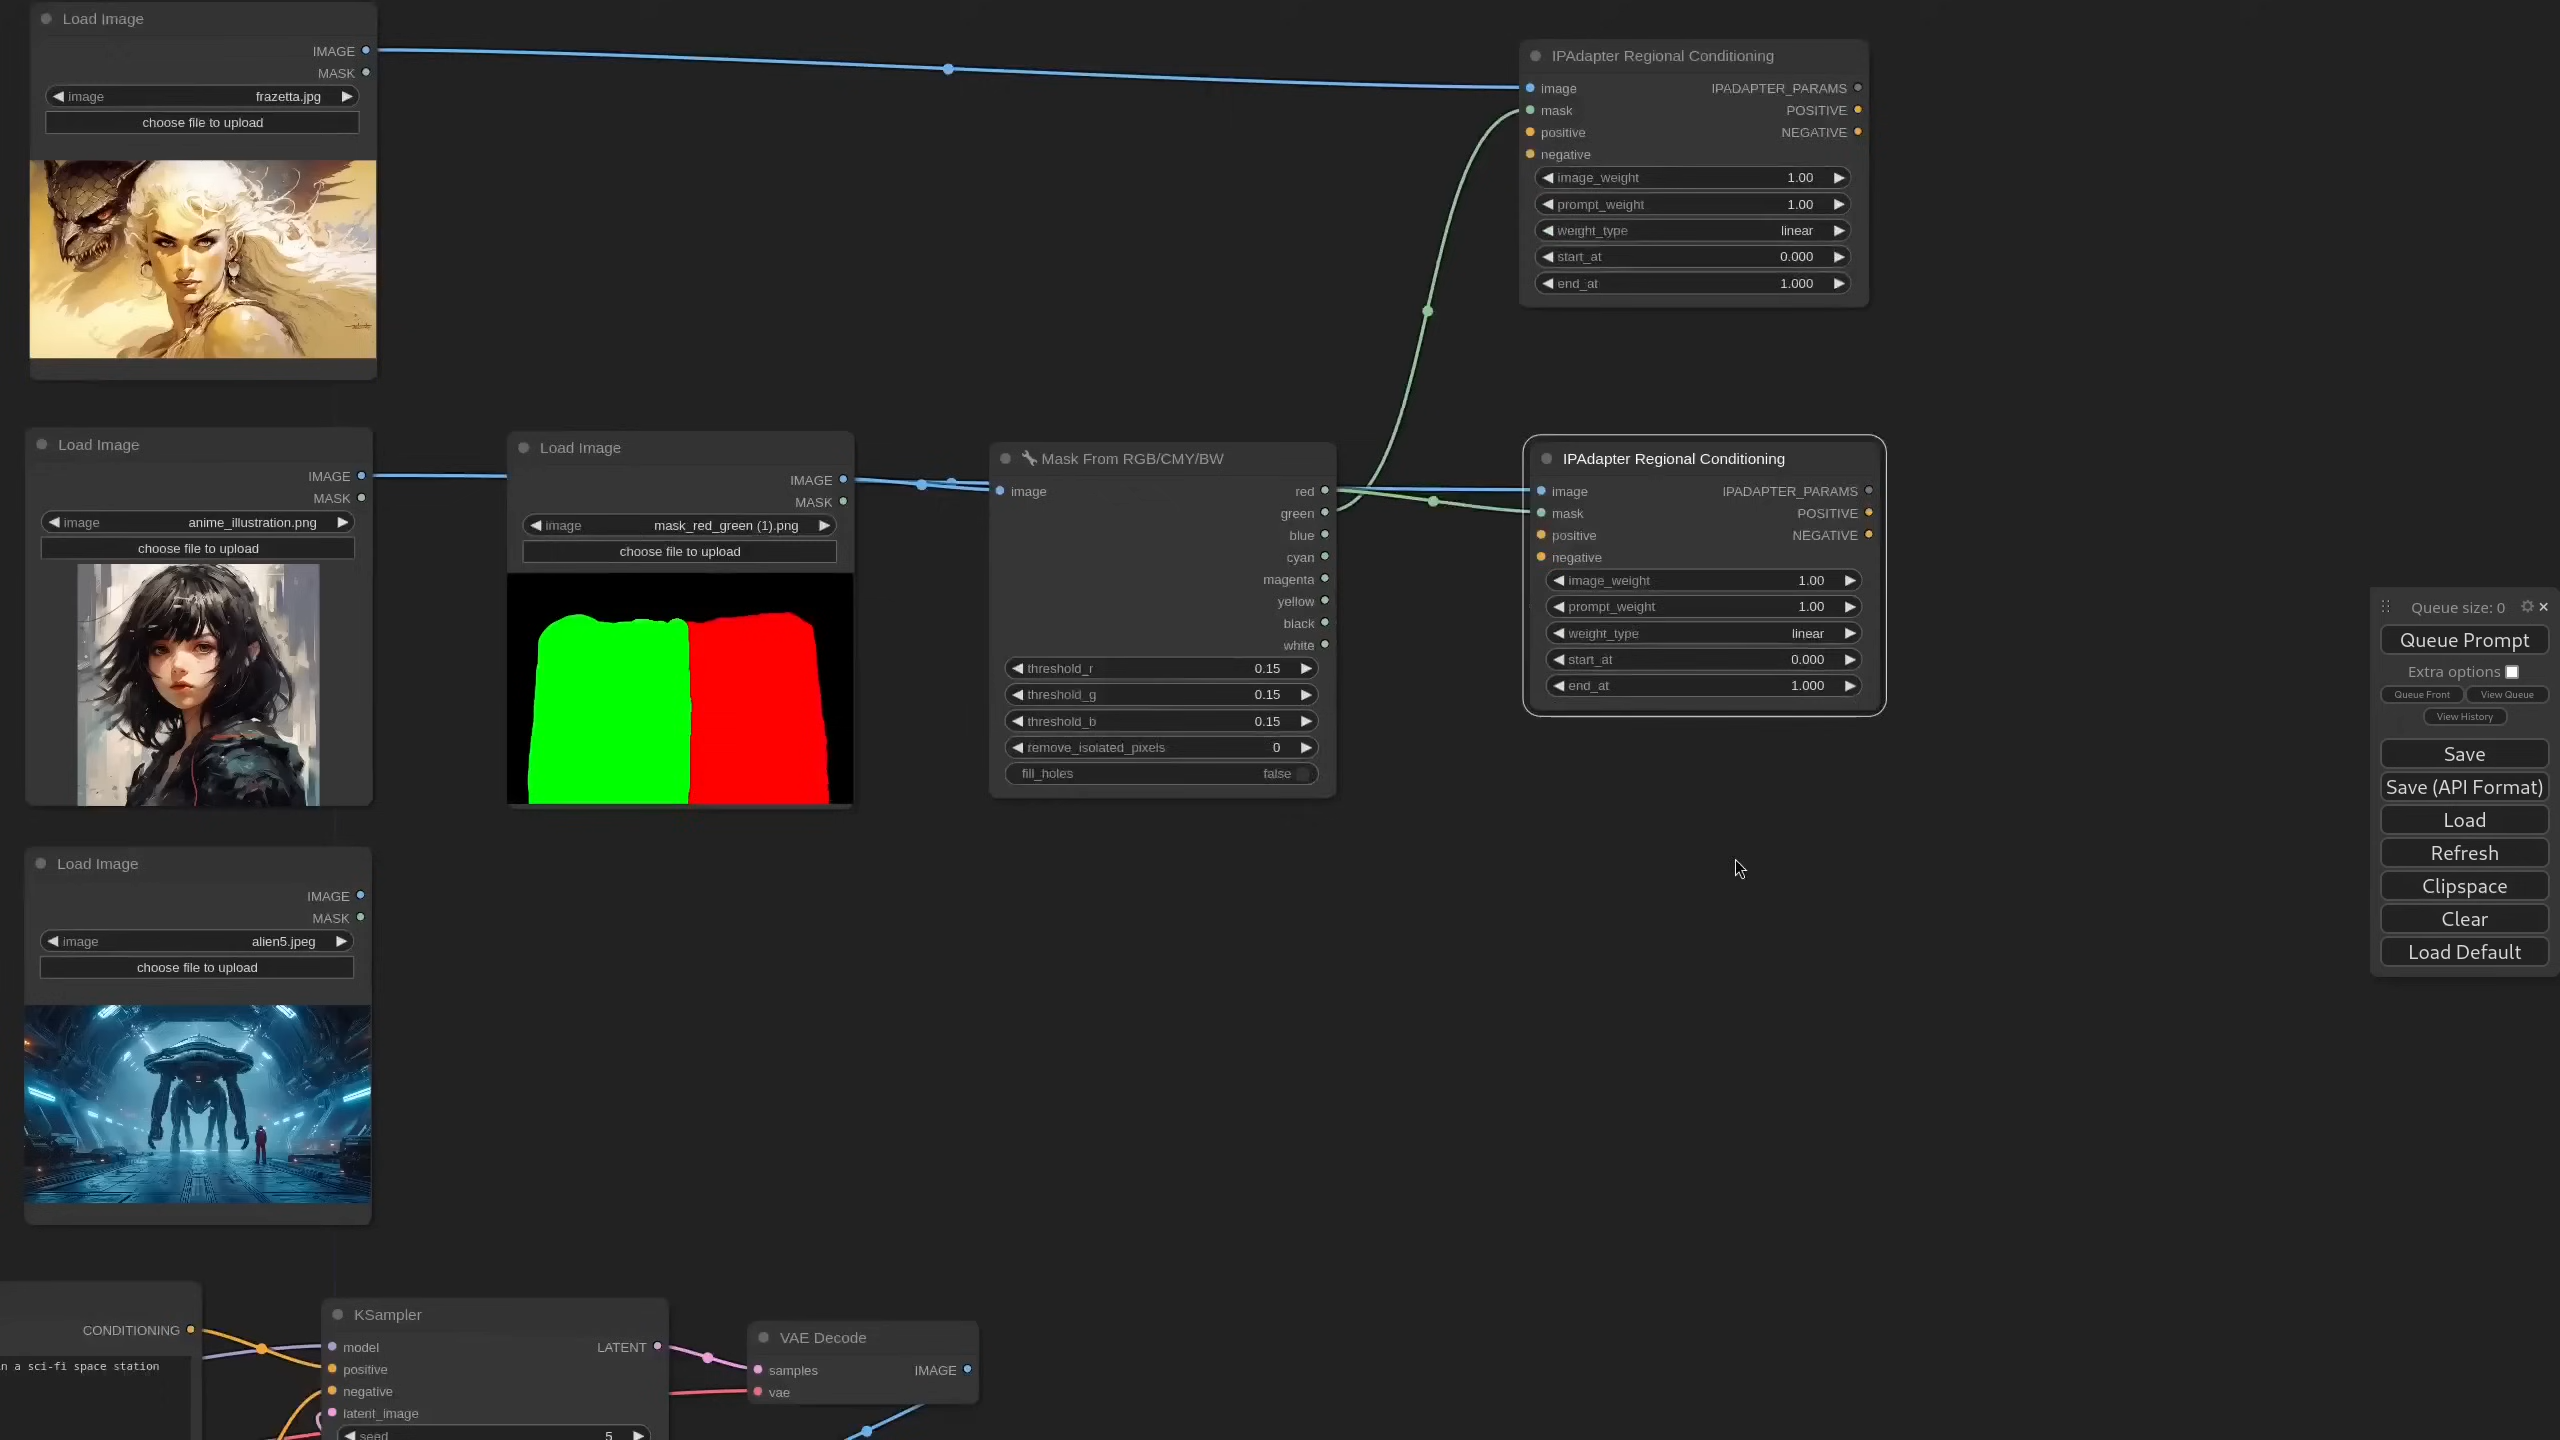 Load Image
IMAGE
MASK
image frazetta.jpg
choose file to upload
IPAdapter Regional Conditioning
image IPADAPTER_PARAMS
mask POSITIVE
positive NEGATIVE
negative
image_weight 1.00
prompt_weight 1.00
weight_type linear
start_at 0.000
end_at 1.000
Load Image
IMAGE
MASK
image anime_illustration.png
choose file to upload
Load Image
IMAGE
MASK
image mask_red_green (1).png
choose file to upload
Mask From RGB/CMY/BW
image red
green
blue
cyan
magenta
yellow
black
white
threshold_r 0.15
threshold_g 0.15
threshold_b 0.15
remove_isolated_pixels 0
fill_holes false
IPAdapter Regional Conditioning
image IPADAPTER_PARAMS
mask POSITIVE
positive NEGATIVE
negative
image_weight 1.00
prompt_weight 1.00
weight_type linear
start_at 0.000
end_at 1.000
Queue size: 0
Queue Prompt
Extra options
Queue Front View Queue
View History
Save
Save (API Format)
Load
Refresh
Clipspace
Clear
Load Default
Load Image
IMAGE
MASK
image alien5.jpeg
choose file to upload
CONDITIONING
n a sci-fi space station
KSampler
model LATENT
positive
negative
latent_image
seed 5
VAE Decode
samples IMAGE
vae